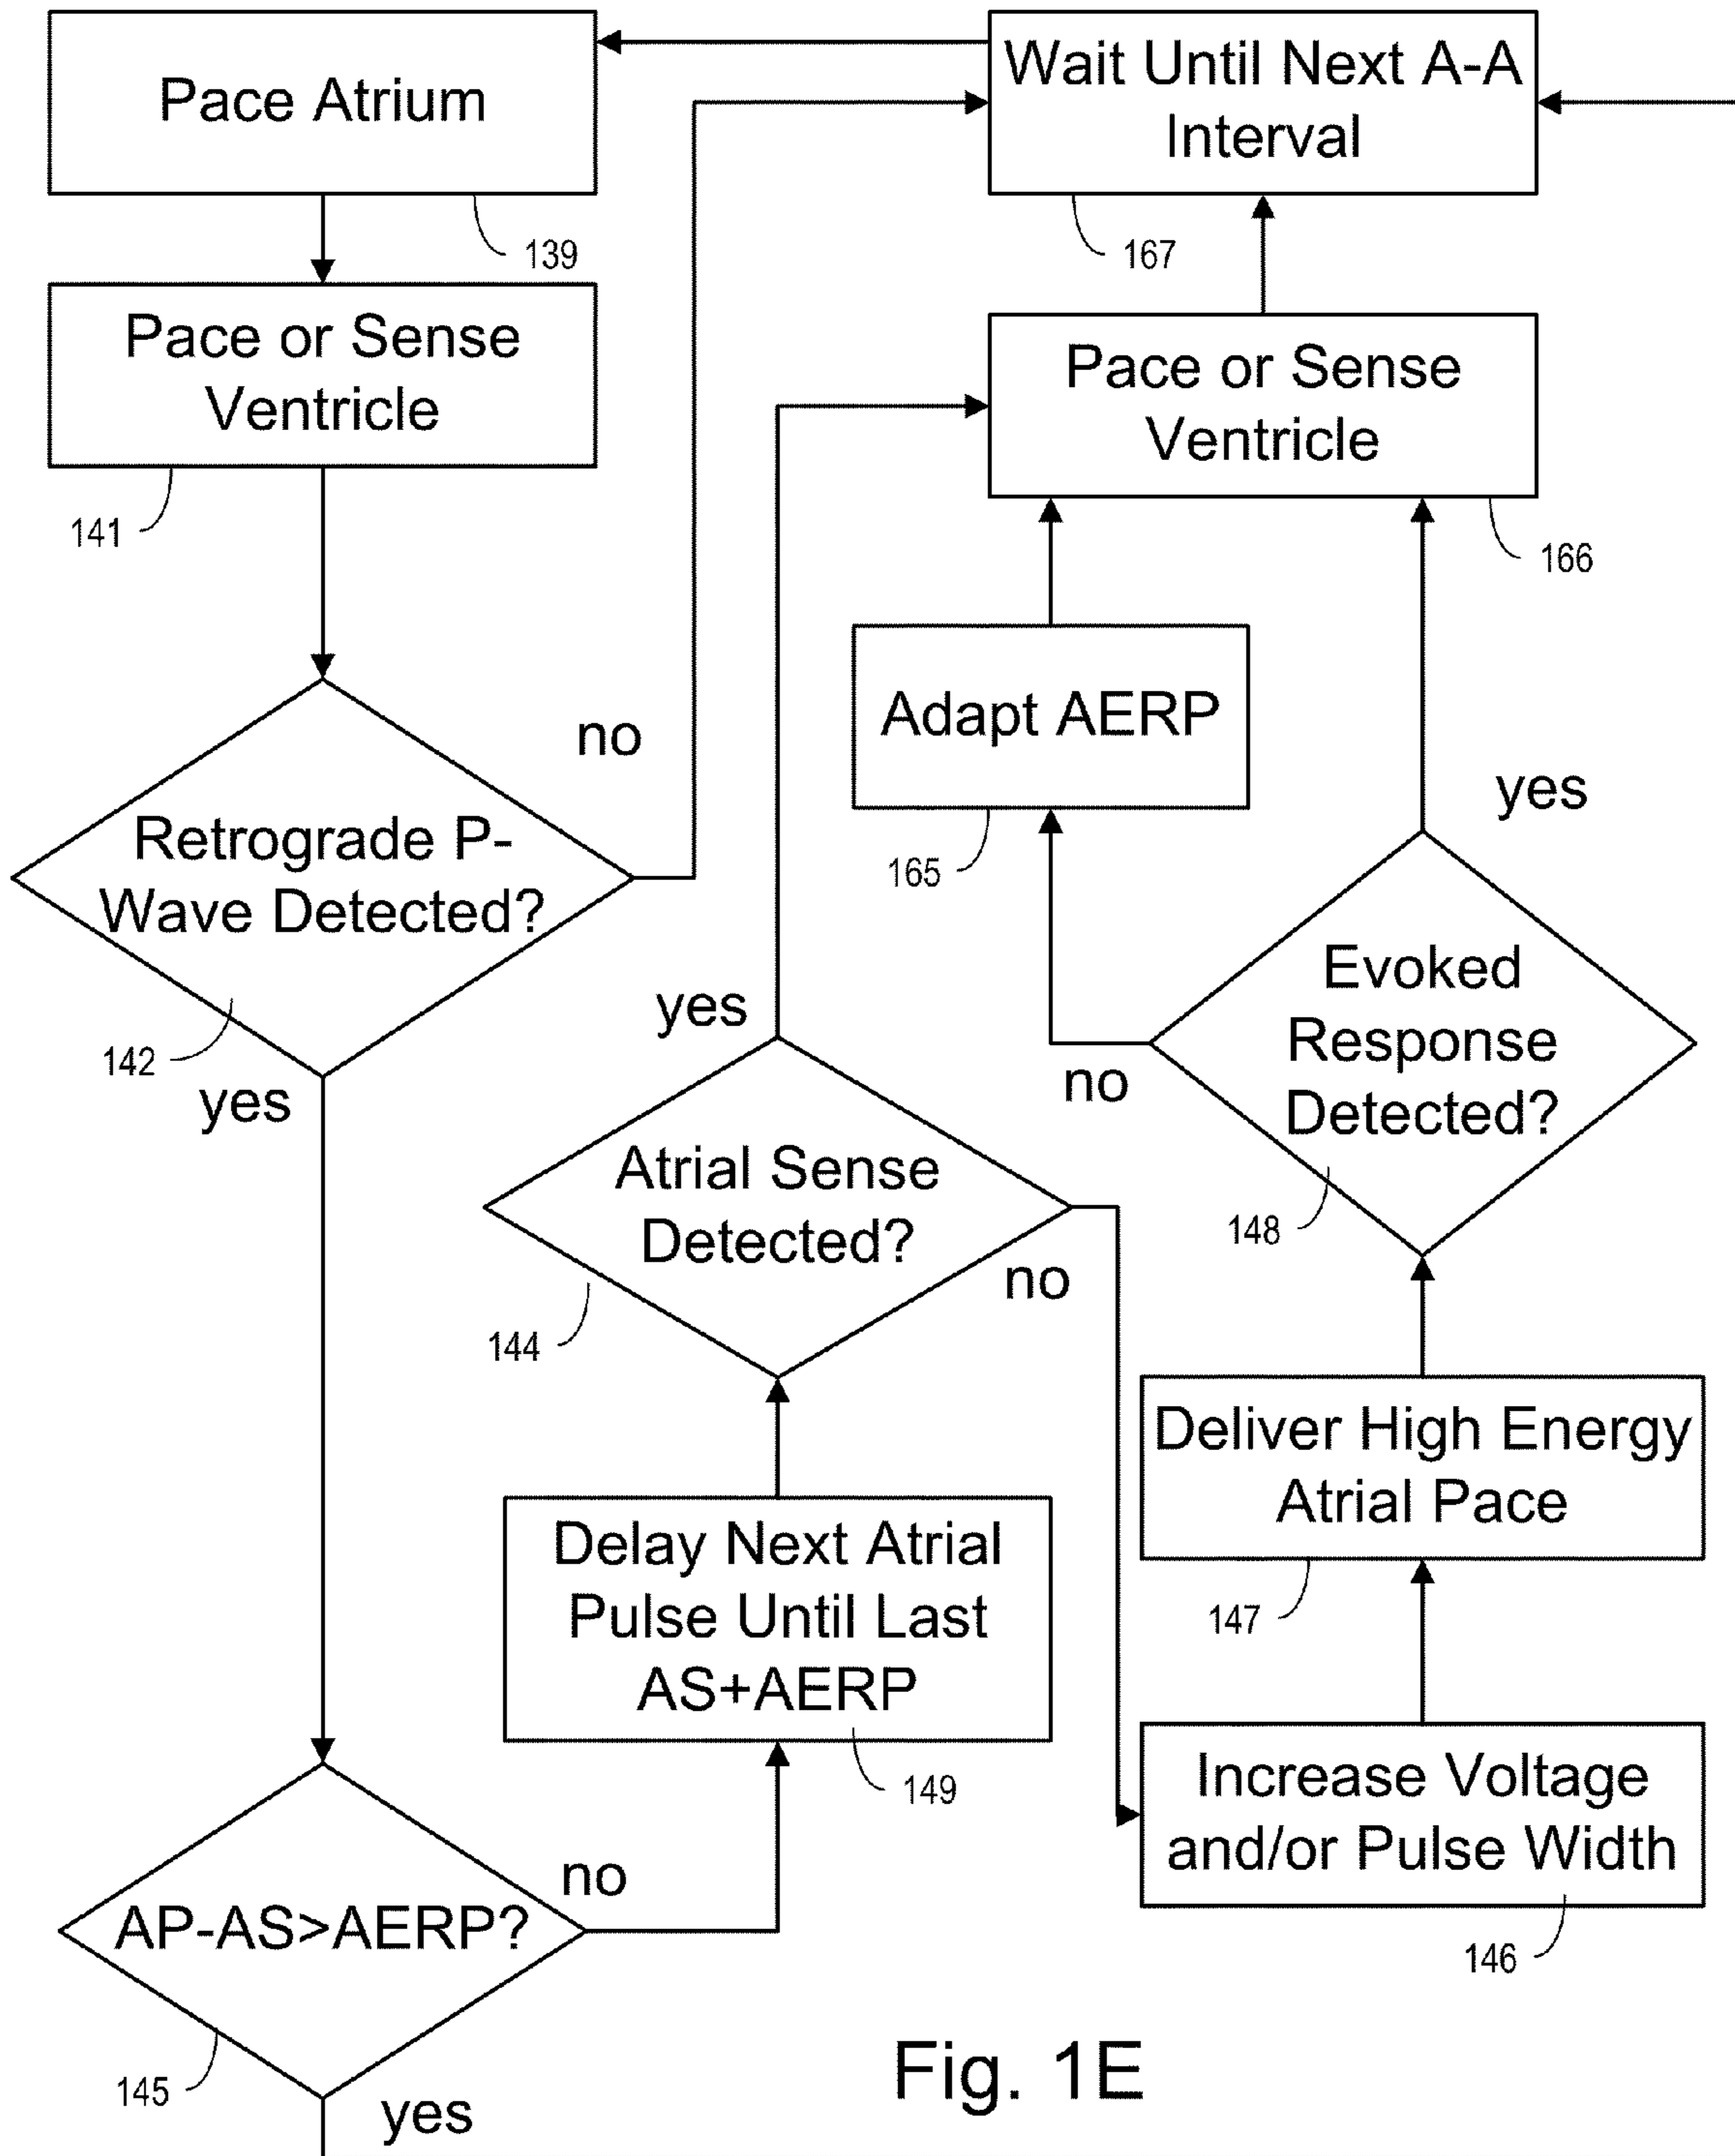 Pace Atrium
139
Wait Until Next A-A
Interval
167
Pace or Sense
Ventricle
141
Pace or Sense
Ventricle
166
Retrograde P-
Wave Detected?
142
no
yes
Adapt AERP
165
Evoked
Response
Detected?
148
yes
no
Atrial Sense
Detected?
144
yes
no
Deliver High Energy
Atrial Pace
147
Delay Next Atrial
Pulse Until Last
AS+AERP
149
Increase Voltage
and/or Pulse Width
146
AP-AS>AERP?
145
no
yes
Fig. 1E